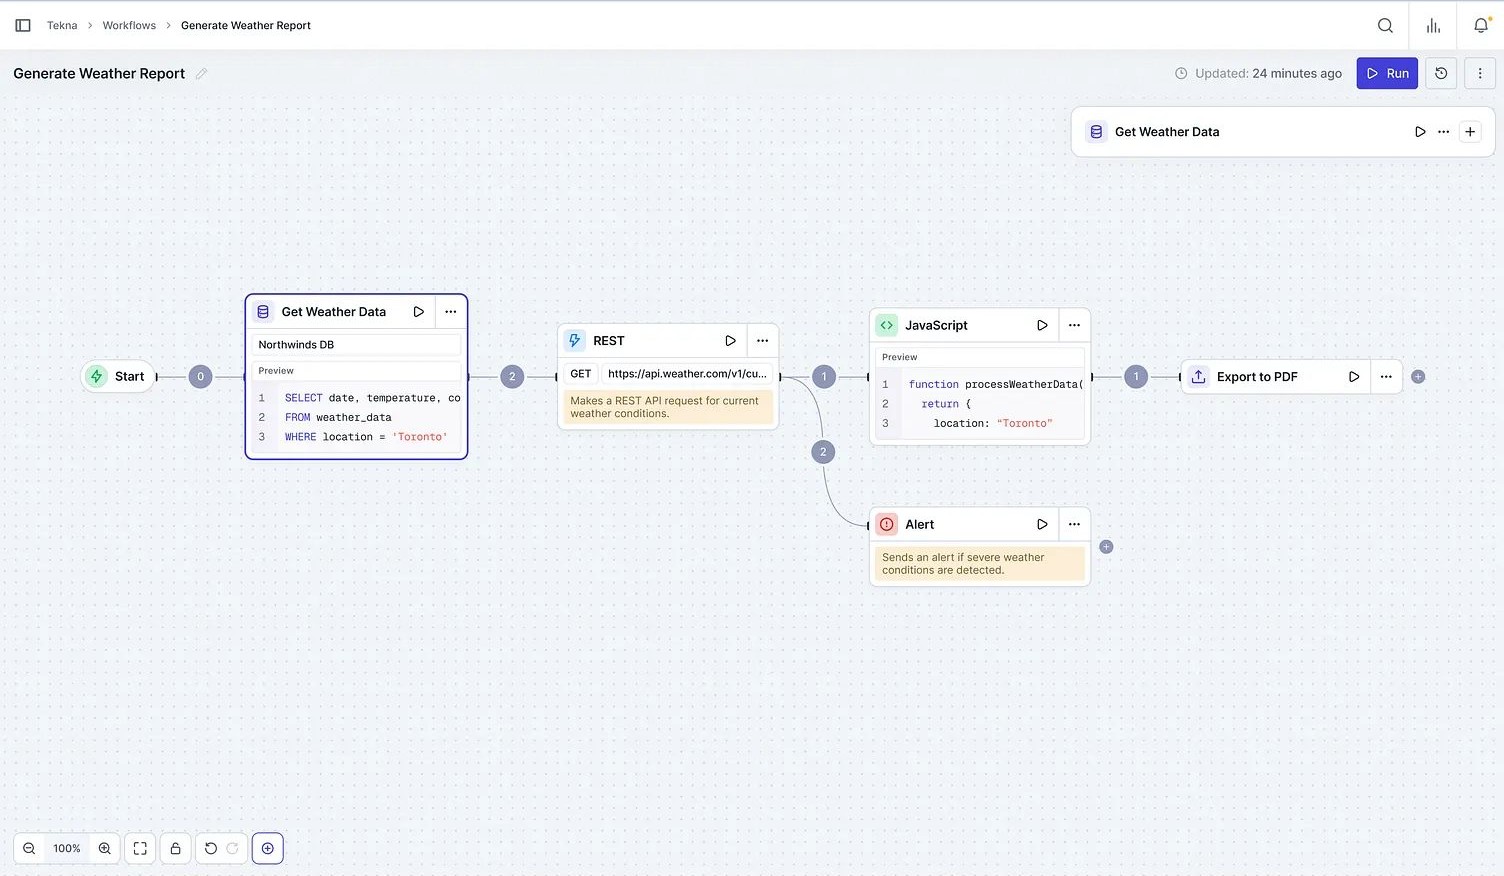 Tekna > Workflows > Generate Weather Report
Generate Weather Report
Updated: 24 minutes ago
Run
Get Weather Data
Start
0
Get Weather Data
Northwinds DB
Preview
1 SELECT date, temperature, co
2 FROM weather_data
3 WHERE location = 'Toronto'
2
REST
GET https://api.weather.com/v1/cu...
Makes a REST API request for current
weather conditions.
1
2
JavaScript
Preview
1 function processWeatherData(
2 return {
3 location: “Toronto”
Alert
Sends an alert if severe weather
conditions are detected.
1
Export to PDF
100%